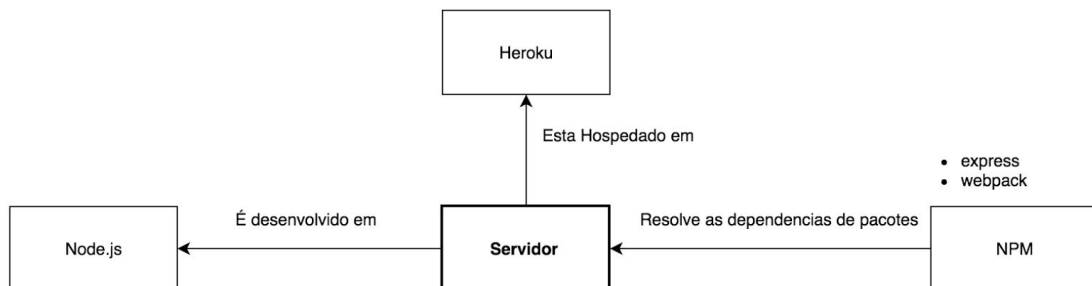 Heroku
Esta Hospedado em
• express
• webpack
É desenvolvido em
Resolve as dependencias de pacotes
Node.js
Servidor
NPM